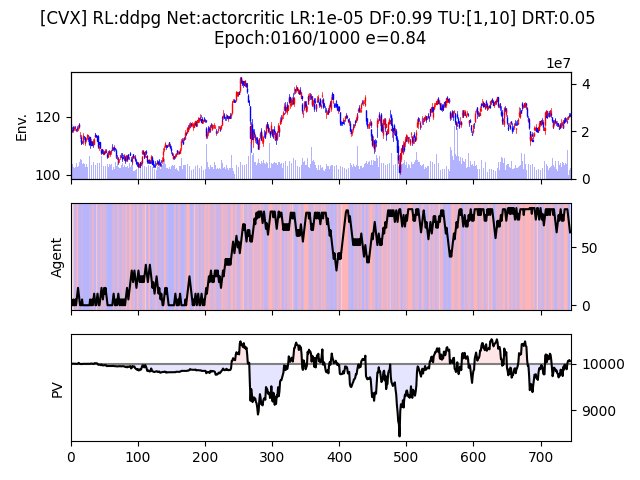 [CVX] RL:ddpg Net:actorcritic LR:1e-05 DF:0.99 TU:[1,10] DRT:0.05
Epoch:0160/1000 e=0.84
1e7
Env.
120
100
4
2
0
Agent
50
0
PV
10000
9000
0 100 200 300 400 500 600 700